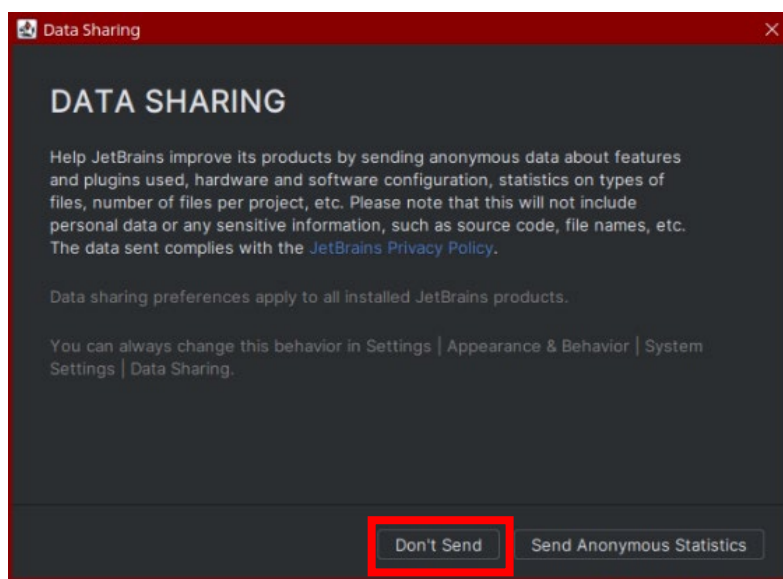 Data Sharing
DATA SHARING
Help JetBrains improve its products by sending anonymous data about features
and plugins used, hardware and software configuration, statistics on types of
files, number of files per project, etc. Please note that this will not include
personal data or any sensitive information, such as source code, file names, etc.
The data sent complies with the JetBrains Privacy Policy.
Data sharing preferences apply to all installed JetBrains products.
You can always change this behavior in Settings | Appearance & Behavior | System
Settings | Data Sharing.
Don't Send Send Anonymous Statistics